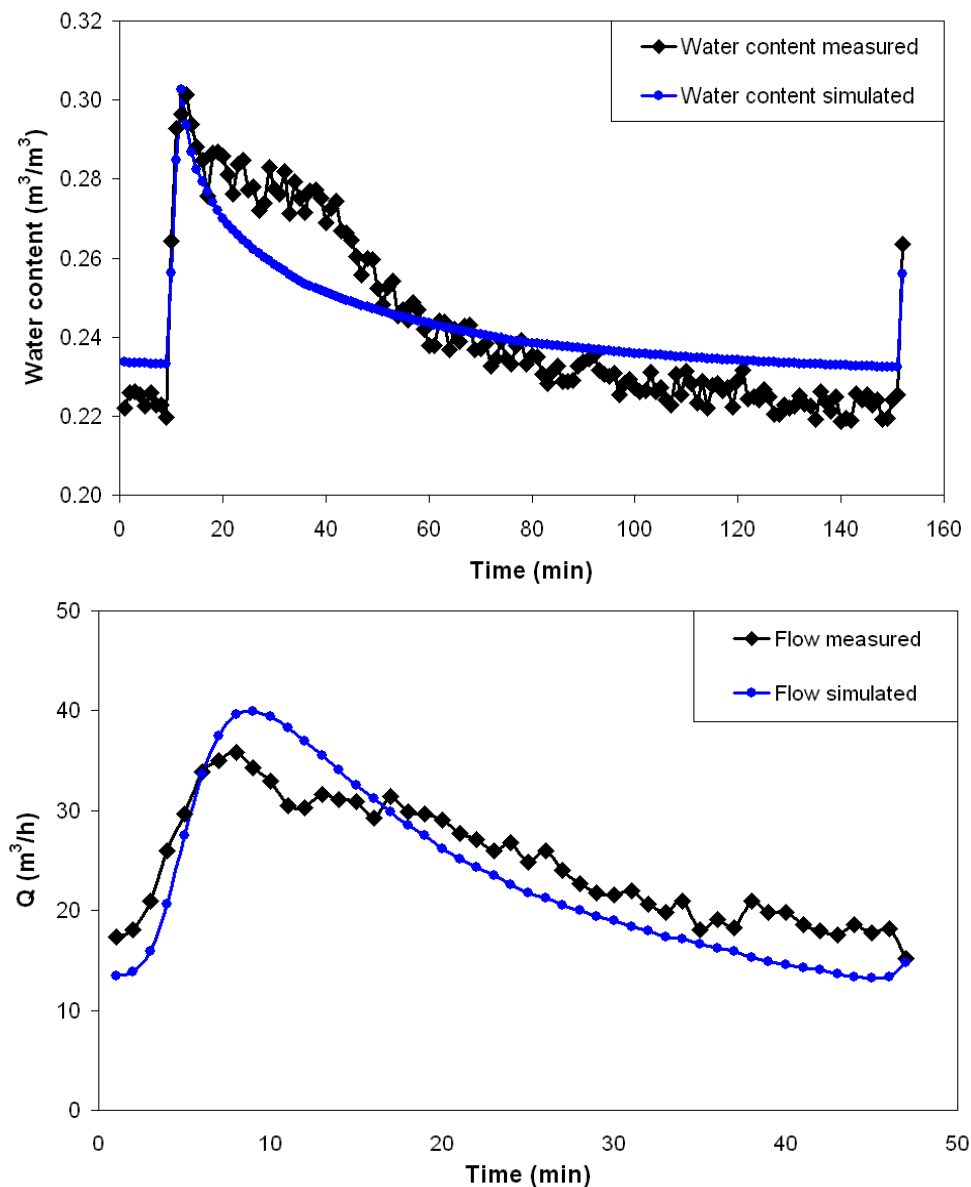 0.32
0.30
0.28
0.26
0.24
0.22
0.20
Water content (m³/m³)
Water content measured
Water content simulated
0 20 40 60 80 100 120 140 160
Time (min)
50
40
30
20
10
0
Q (m³/h)
Flow measured
Flow simulated
0 10 20 30 40 50
Time (min)